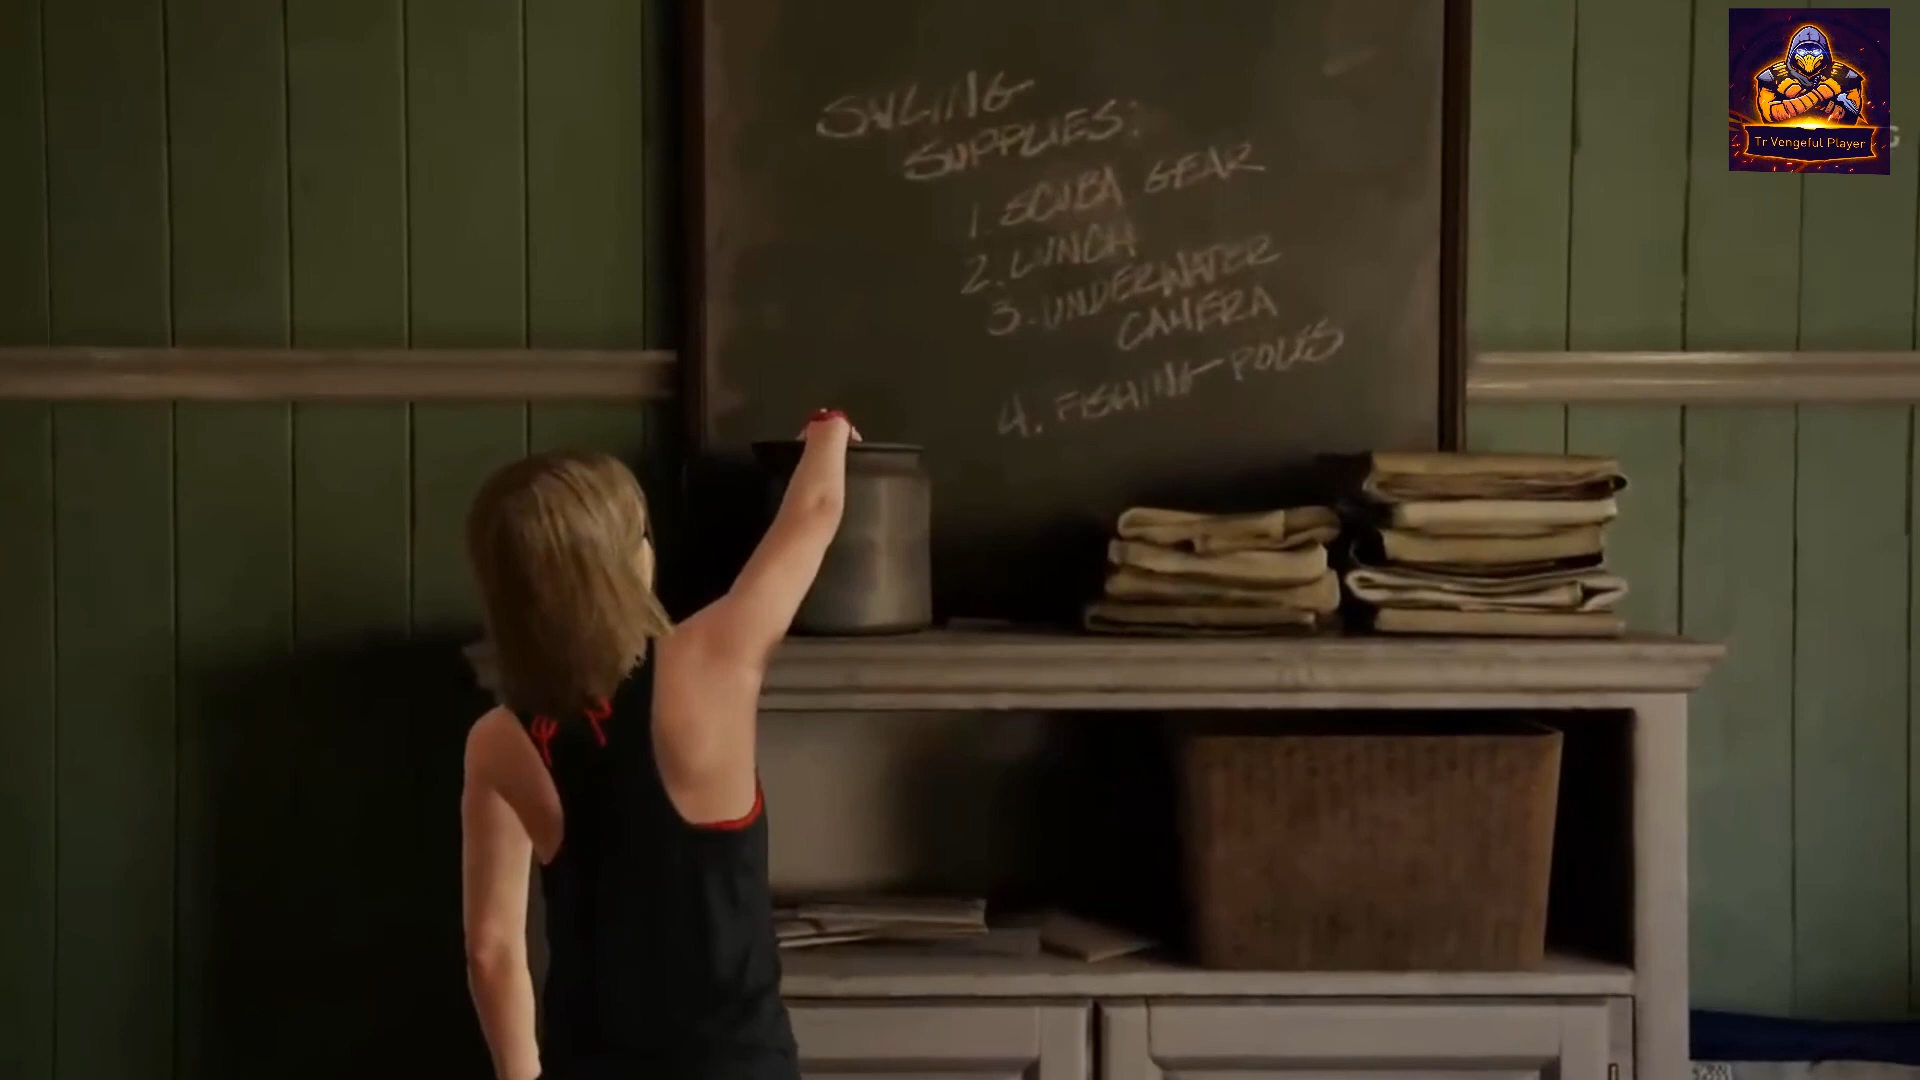 SAILING
SUPPLIES:
1. SCUBA GEAR
2. LUNCH
3. UNDERWATER
CAMERA
4. FISHING POLES
Tr Vengeful Player